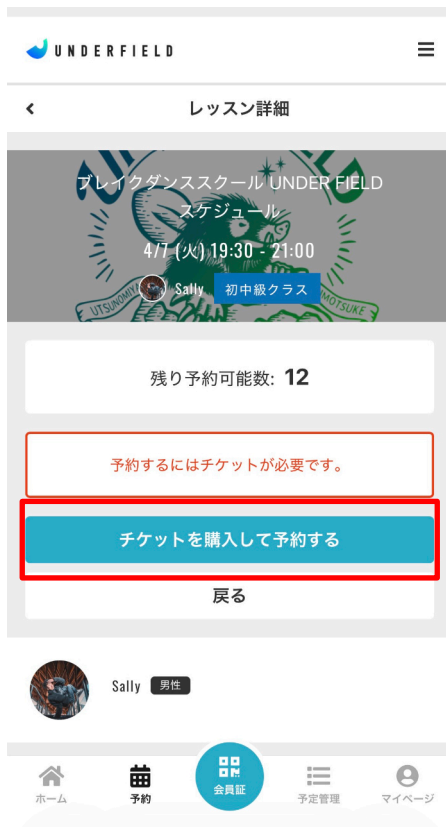 UNDERFIELD
レッスン詳細
ブレイクダンススクール UNDER FIELD
スケジュール
4/7 (火) 19:30 - 21:00
Sally 初中級クラス
UTSUNOMIYA
SHIMOTSUKE
残り予約可能数: 12
予約するにはチケットが必要です。
チケットを購入して予約する
戻る
Sally 男性
ホーム 予約 会員証 予定管理 マイページ